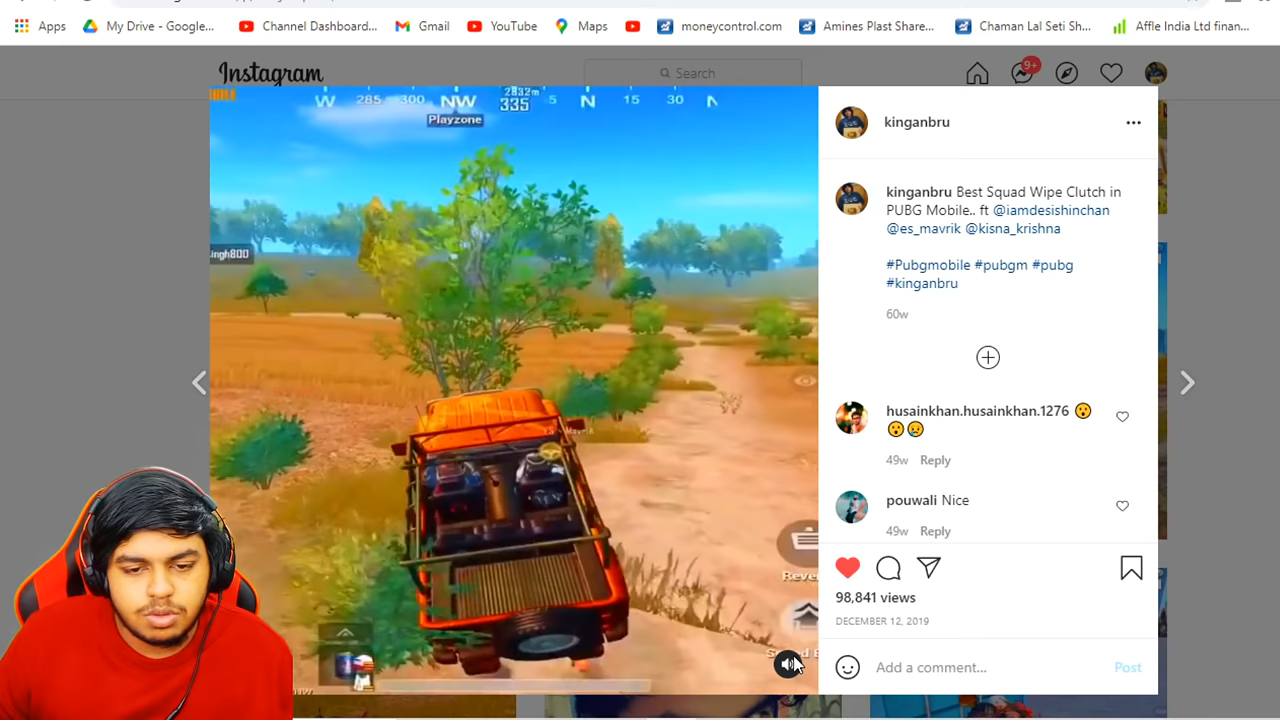 Apps
My Drive - Google...
Channel Dashboard...
Gmail
YouTube
Maps
moneycontrol.com
Amines Plast Share...
Chaman Lal Seti Sh...
Affle India Ltd finan...
Instagram
Search
9+
W 285 300 NW 335 5 N 15 30 N
2832m
Playzone
ingh800
kinganbru
kinganbru Best Squad Wipe Clutch in
PUBG Mobile.. ft @iamdesishinchan
@es_mavrik @kisna_krishna
#Pubgmobile #pubgm #pubg
#kinganbru
60w
husainkhan.husainkhan.1276 😮
😮😢
49w Reply
pouwali Nice
49w Reply
98,841 views
DECEMBER 12, 2019
Add a comment...
Post